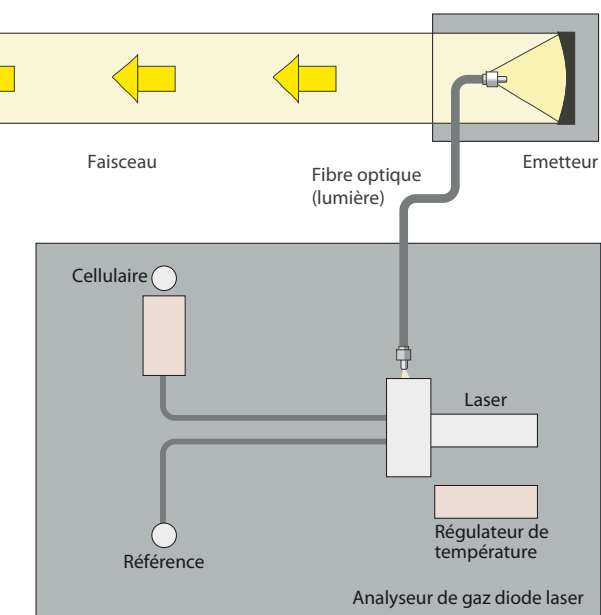 Faisceau
Fibre optique
(lumière)
Emetteur
Cellulaire
Laser
Régulateur de
température
Référence
Analyseur de gaz diode laser